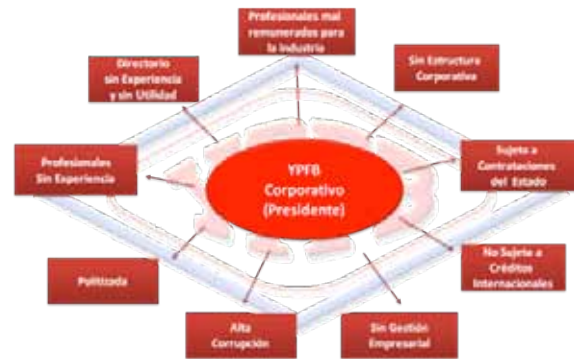 Profesionales mal
remunerados para
la industria
Directorio
sin Experiencia
y sin Utilidad
Sin Estructura
Corporativa
Profesionales
Sin Experiencia
YPFB
Corporativo
(Presidente)
Sujeto a
Contrataciones
del Estado
Politizada
No Sujeto a
Créditos
Internacionales
Alta
Corrupción
Sin Gestión
Empresarial